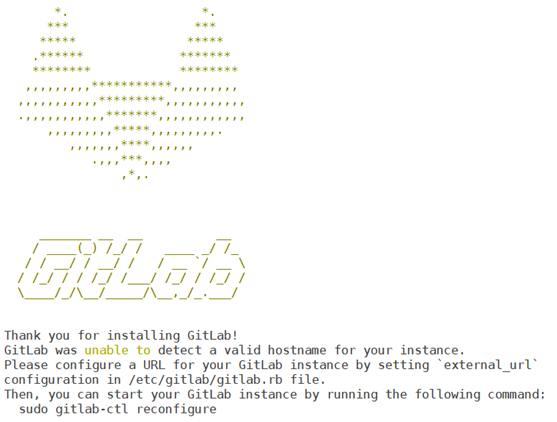 GitLab
Thank you for installing GitLab!
GitLab was unable to detect a valid hostname for your instance.
Please configure a URL for your GitLab instance by setting `external_url`
configuration in /etc/gitlab/gitlab.rb file.
Then, you can start your GitLab instance by running the following command:
  sudo gitlab-ctl reconfigure